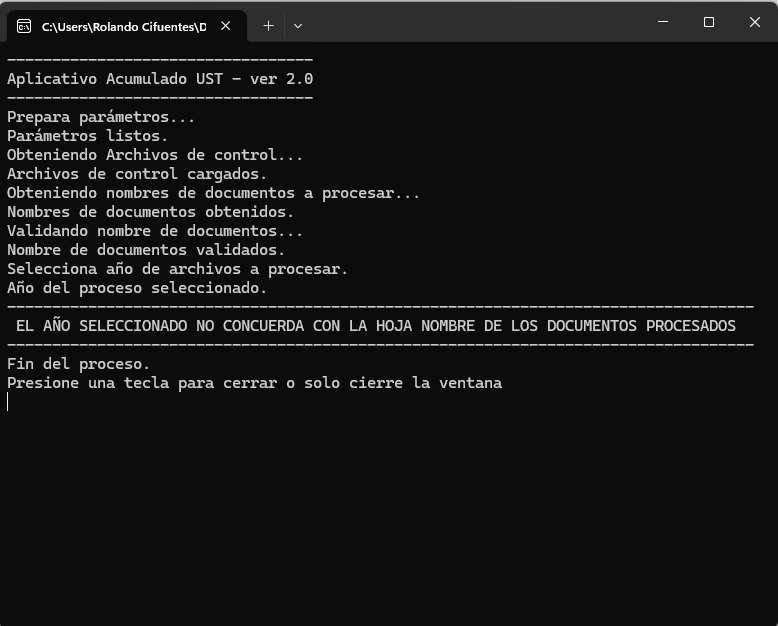 C:\Users\Rolando Cifuentes\D
----------------------------------
Aplicativo Acumulado UST - ver 2.0
----------------------------------
Prepara parámetros...
Parámetros listos.
Obteniendo Archivos de control...
Archivos de control cargados.
Obteniendo nombres de documentos a procesar...
Nombres de documentos obtenidos.
Validando nombre de documentos...
Nombre de documentos validados.
Selecciona año de archivos a procesar.
Año del proceso seleccionado.
-----------------------------------------------------------------------------------
EL AÑO SELECCIONADO NO CONCUERDA CON LA HOJA NOMBRE DE LOS DOCUMENTOS PROCESADOS
-----------------------------------------------------------------------------------
Fin del proceso.
Presione una tecla para cerrar o solo cierre la ventana